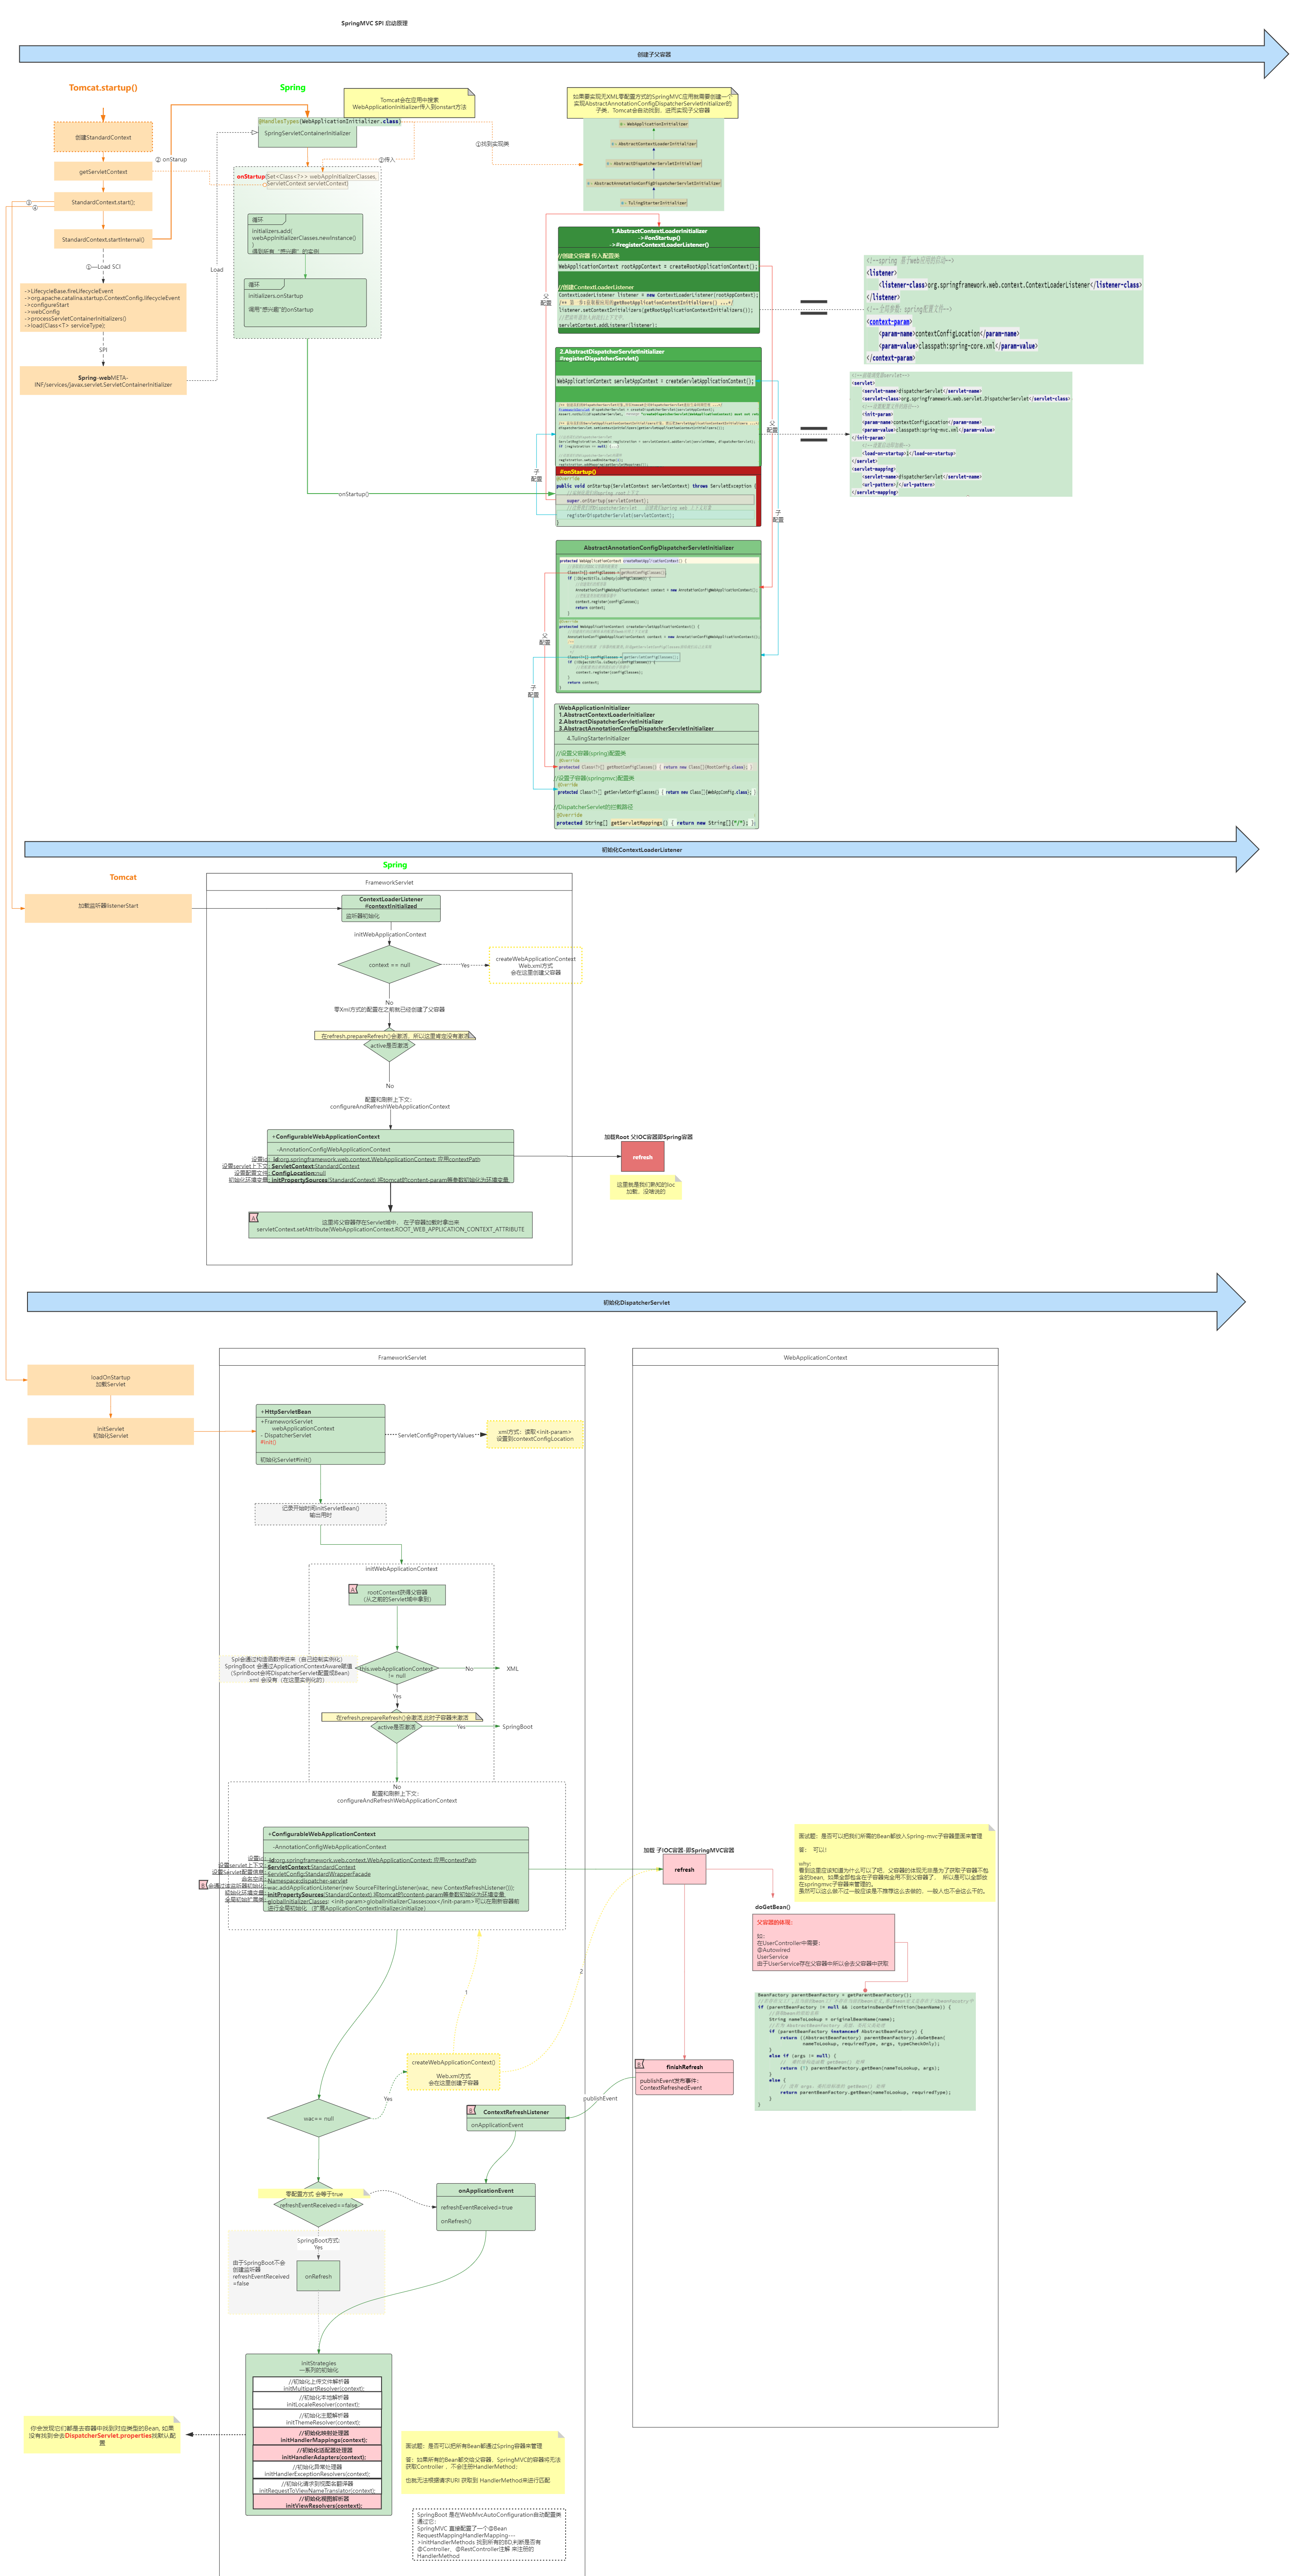 SpringMVC SPI 启动原理
创建子父容器
Tomcat.startup()
Spring
Tomcat会在应用中搜索
WebApplicationInitializer传入到onstart方法
如果要实现无XML零配置方式的SpringMVC应用就需要创建一个
实现AbstractAnnotationConfigDispatcherServletInitializer的
子类，Tomcat会自动找到，进而实现子父容器
创建StandardContext
getServletContext
StandardContext.start();
StandardContext.startInternal()
② onStarup
③
④
①—Load SCI
->LifecycleBase.fireLifecycleEvent
->org.apache.catalina.startup.ContextConfig.lifecycleEvent
->configureStart
->webConfig
->processServletContainerInitializers()
->load(Class<T> serviceType);
SPI
Spring-webMETA-
INF/services/javax.servlet.ServletContainerInitializer
Load
@HandlesTypes(WebApplicationInitializer.class)
SpringServletContainerInitializer
①找到实现类
②传入
onStartup(Set<Class<?>> webAppInitializerClasses,
ServletContext servletContext)
循环
initializers.add(
webAppInitializerClasses.newInstance()
)
得到所有“感兴趣”的实例
循环
initializers.onStartup
调用“感兴趣”的onStartup
onStartup()
WebApplicationInitializer
AbstractContextLoaderInitializer
AbstractDispatcherServletInitializer
AbstractAnnotationConfigDispatcherServletInitializer
TulingStarterInitializer
1.AbstractContextLoaderInitializer
->#onStartup()
->#registerContextLoaderListener()
//创建父容器 传入配置类
WebApplicationContext rootAppContext = createRootApplicationContext();
//创建ContextLoaderListener
ContextLoaderListener listener = new ContextLoaderListener(rootAppContext);
listener.setContextInitializers(getRootApplicationContextInitializers());
servletContext.addListener(listener);
父
配置
<listener>
<listener-class>org.springframework.web.context.ContextLoaderListener</listener-class>
</listener>
<context-param>
<param-name>contextConfigLocation</param-name>
<param-value>classpath:spring-core.xml</param-value>
</context-param>
2.AbstractDispatcherServletInitializer
#registerDispatcherServlet()
WebApplicationContext servletAppContext = createServletApplicationContext();
#onStartup()
@Override
public void onStartup(ServletContext servletContext) throws ServletException {
super.onStartup(servletContext);
registerDispatcherServlet(servletContext);
}
父
配置
子
配置
子
配置
<servlet>
<servlet-name>dispatcherServlet</servlet-name>
<servlet-class>org.springframework.web.servlet.DispatcherServlet</servlet-class>
<init-param>
<param-name>contextConfigLocation</param-name>
<param-value>classpath:spring-mvc.xml</param-value>
</init-param>
<load-on-startup>1</load-on-startup>
</servlet>
<servlet-mapping>
<servlet-name>dispatcherServlet</servlet-name>
<url-pattern>/</url-pattern>
</servlet-mapping>
AbstractAnnotationConfigDispatcherServletInitializer
protected WebApplicationContext createRootApplicationContext() {
Class<?>[] configClasses = getRootConfigClasses();
if (!ObjectUtils.isEmpty(configClasses)) {
AnnotationConfigWebApplicationContext context = new AnnotationConfigWebApplicationContext();
context.register(configClasses);
return context;
}
@Override
protected WebApplicationContext createServletApplicationContext() {
AnnotationConfigWebApplicationContext context = new AnnotationConfigWebApplicationContext();
Class<?>[] configClasses = getServletConfigClasses();
if (!ObjectUtils.isEmpty(configClasses)) {
context.register(configClasses);
}
return context;
}
父
配置
子
配置
WebApplicationInitializer
1.AbstractContextLoaderInitializer
2.AbstractDispatcherServletInitializer
3.AbstractAnnotationConfigDispatcherServletInitializer
4.TulingStarterInitializer
//设置父容器(spring)配置类
@Override
protected Class<?>[] getRootConfigClasses() { return new Class[]{RootConfig.class}; }
//设置子容器(springmvc)配置类
@Override
protected Class<?>[] getServletConfigClasses() { return new Class[]{WebAppConfig.class}; }
//DispatcherServlet的拦截路径
@Override
protected String[] getServletMappings() { return new String[]{"/"}; };
初始化ContextLoaderListener
Tomcat
Spring
加载监听器listenerStart
FrameworkServlet
ContextLoaderListener
#contextInitialized
监听器初始化
initWebApplicationContext
context == null
Yes
createWebApplicationContext
Web.xml方式
会在这里创建父容器
No
零Xml方式的配置在之前就已经创建了父容器
在refresh.prepareRefresh()会激活，所以这里肯定没有激活
active是否激活
No
配置和刷新上下文:
configureAndRefreshWebApplicationContext
+ConfigurableWebApplicationContext
-AnnotationConfigWebApplicationContext
设置id: id:org.springframework.web.context.WebApplicationContext: 应用contextPath
设置servlet上下文: ServletContext:StandardContext
设置配置文件: ConfigLocation:null
初始化环境变量: initPropertySources(StandardContext) 将tomcat的content-param等参数初始化为环境变量.
加载Root 父IOC容器即Spring容器
refresh
这里就是我们熟知的Ioc
加载，没啥说的
A
这里将父容器存在Servlet域中， 在子容器加载时拿出来
servletContext.setAttribute(WebApplicationContext.ROOT_WEB_APPLICATION_CONTEXT_ATTRIBUTE
初始化DispatcherServlet
loadOnStartup
加载Servlet
initServlet
初始化Servlet
FrameworkServlet
WebApplicationContext
+HttpServletBean
+FrameworkServlet
webApplicationContext
- DispatcherServlet
#init()
初始化Servlet#init()
ServletConfigPropertyValues
xml方式：读取<init-param>
设置到contextConfigLocation
记录开始时间initServletBean()
输出用时
initWebApplicationContext
A
rootContext获得父容器
（从之前的Servlet域中拿到）
Spi会通过构造函数传进来（自己控制实例化）
SpringBoot 会通过ApplicationContextAware赋值
（SprinBoot会将DispatcherServlet配置成Bean)
xml 会没有（在这里实例化的）
this.webApplicationContext
!= null
No
XML
Yes
在refresh.prepareRefresh()会激活,此时子容器未激活
active是否激活
Yes
SpringBoot
No
配置和刷新上下文:
configureAndRefreshWebApplicationContext
+ConfigurableWebApplicationContext
-AnnotationConfigWebApplicationContext
设置id: id:org.springframework.web.context.WebApplicationContext: 应用contextPath
设置servlet上下文: ServletContext:StandardContext
设置Servlet配置信息: ServletConfig:StandardWrapperFacade
命名空间: Namespace:dispatcher-servlet
B 会通过该监听器初始化: wac.addApplicationListener(new SourceFilteringListener(wac, new ContextRefreshListener()));
初始化环境变量: initPropertySources(StandardContext) 将tomcat的content-param等参数初始化为环境变量.
全局初始扩展类: globalInitializerClasses: <init-param>globalInitializerClasses:xxx</init-param>可以在刷新容器前
进行全局初始化 （扩展ApplicationContextInitializer.initialize）
加载 子IOC容器-即SpringMVC容器
refresh
面试题：是否可以把我们所需的Bean都放入Spring-mvc子容器里面来管理
答： 可以！
why:
看到这里应该知道为什么可以了吧，父容器的体现无非是为了获取子容器不包
含的bean，如果全部包含在子容器完全用不到父容器了， 所以是可以全部放
在springmvc子容器来管理的。
虽然可以这么做不过一般应该是不推荐这么去做的，一般人也不会这么干的。
doGetBean()
父容器的体现：
如:
在UserController中需要：
@Autowired
UserService
由于UserService存在父容器中所以会去父容器中获取
BeanFactory parentBeanFactory = getParentBeanFactory();
if (parentBeanFactory != null && !containsBeanDefinition(beanName)) {
String nameToLookup = originalBeanName(name);
if (parentBeanFactory instanceof AbstractBeanFactory) {
return ((AbstractBeanFactory) parentBeanFactory).doGetBean(
nameToLookup, requiredType, args, typeCheckOnly);
}
else if (args != null) {
return (T) parentBeanFactory.getBean(nameToLookup, args);
}
else {
return parentBeanFactory.getBean(nameToLookup, requiredType);
}
}
1
2
createWebApplicationContext()
Web.xml方式
会在这里创建子容器
Yes
wac== null
B
finishRefresh
publishEvent发布事件:
ContextRefreshedEvent
publishEvent
B
ContextRefreshListener
onApplicationEvent
零配置方式 会等于true
refreshEventReceived==false
onApplicationEvent
refreshEventReceived=true
onRefresh()
SpringBoot方式:
Yes
由于SpringBoot不会
创建监听器
refreshEventReceived
=false
onRefresh
initStrategies
一系列的初始化
//初始化上传文件解析器
initMultipartResolver(context);
//初始化本地解析器
initLocaleResolver(context);
//初始化主题解析器
initThemeResolver(context);
//初始化映射处理器
initHandlerMappings(context);
//初始化适配器处理器
initHandlerAdapters(context);
//初始化异常处理器
initHandlerExceptionResolvers(context);
//初始化请求到视图名翻译器
initRequestToViewNameTranslator(context);
//初始化视图解析器
initViewResolvers(context);
你会发现它们都是去容器中找到对应类型的Bean, 如果
没有找到会去DispatcherServlet.properties找默认配
置
面试题：是否可以把所有Bean都通过Spring容器来管理
答：如果所有的Bean都交给父容器，SpringMVC的容器将无法
获取Controller ，不会注册HandlerMethod；
也就无法根据请求URI 获取到 HandlerMethod来进行匹配
SpringBoot 是在WebMvcAutoConfiguration自动配置类
通过它：
SpringMVC 直接配置了一个@Bean
RequestMappingHandlerMapping---
>initHandlerMethods 找到所有的BD,判断是否有
@Controller、@RestController注解 来注册的
HandlerMethod